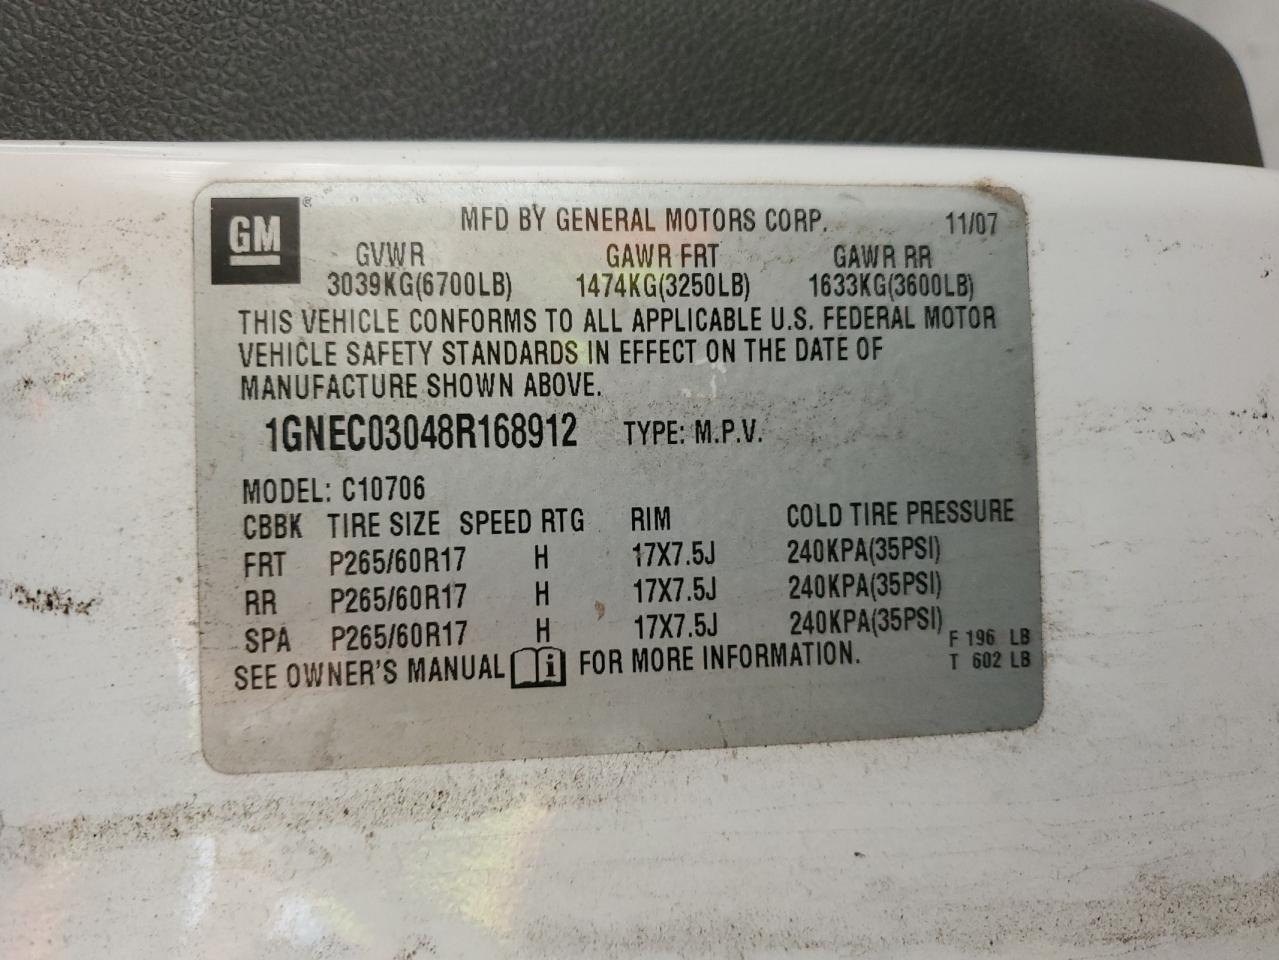 GM ®
MFD BY GENERAL MOTORS CORP. 11/07
GVWR GAWR FRT GAWR RR
3039KG(6700LB) 1474KG(3250LB) 1633KG(3600LB)
THIS VEHICLE CONFORMS TO ALL APPLICABLE U.S. FEDERAL MOTOR
VEHICLE SAFETY STANDARDS IN EFFECT ON THE DATE OF
MANUFACTURE SHOWN ABOVE.
1GNEC03048R168912 TYPE: M.P.V.
MODEL: C10706
CBBK TIRE SIZE SPEED RTG RIM COLD TIRE PRESSURE
FRT P265/60R17 H 17X7.5J 240KPA(35PSI)
RR P265/60R17 H 17X7.5J 240KPA(35PSI)
SPA P265/60R17 H 17X7.5J 240KPA(35PSI)
SEE OWNER'S MANUAL i FOR MORE INFORMATION.
F 196 LB
T 602 LB